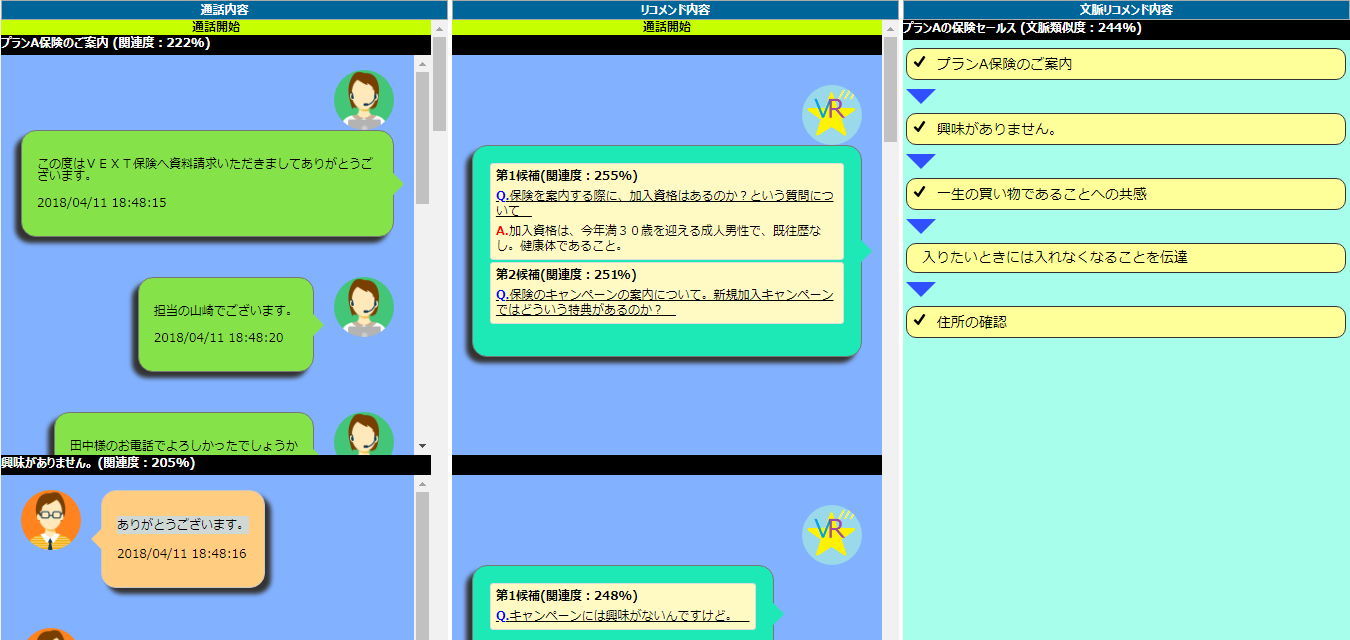 通話内容
通話開始
プランA保険のご案内 (関連度：222%)
この度はＶＥＸＴ保険へ資料請求いただきましてありがとうご
ざいます。
2018/04/11 18:48:15
担当の山崎でございます。
2018/04/11 18:48:20
田中様のお電話でよろしかったでしょうか
興味がありません。(関連度：205%)
ありがとうございます。
2018/04/11 18:48:16
リコメンド内容
通話開始
VR
第1候補(関連度：255%)
Q.保険を案内する際に、加入資格はあるのか？という質問につ
いて
A.加入資格は、今年満３０歳を迎える成人男性で、既往歴な
し。健康体であること。
第2候補(関連度：251%)
Q.保険のキャンペーンの案内について。新規加入キャンペーン
ではどういう特典があるのか？
VR
第1候補(関連度：248%)
Q.キャンペーンには興味がないんですけど。
文脈リコメンド内容
プランAの保険セールス (文脈類似度：244%)
✔ プランA保険のご案内
✔ 興味がありません。
✔ 一生の買い物であることへの共感
入りたいときには入れなくなることを伝達
✔ 住所の確認